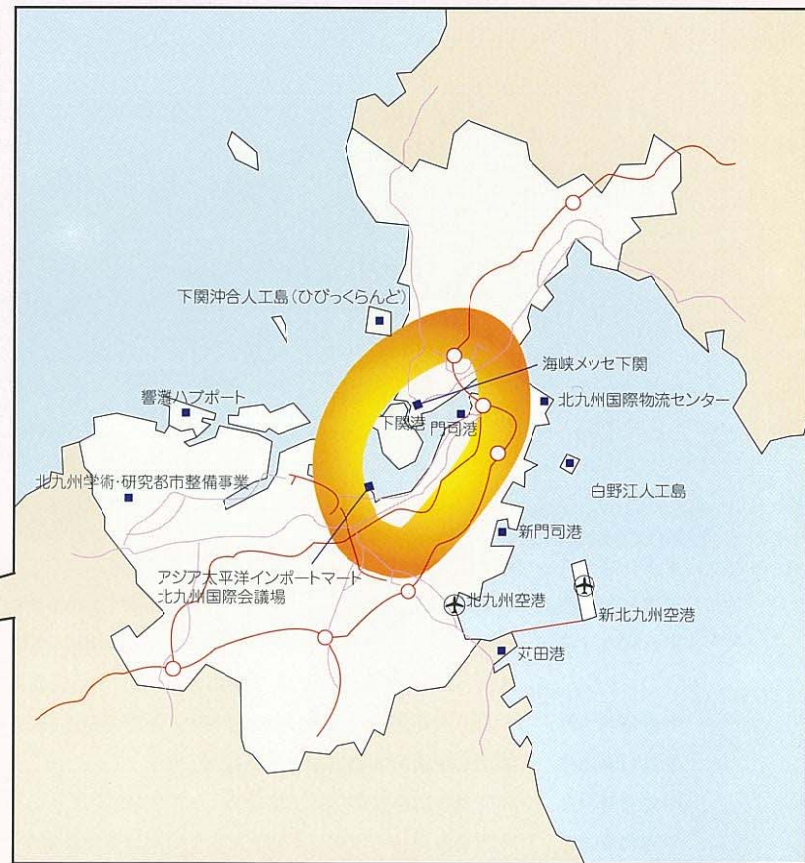 下関沖合人工島(ひびっくらんど)
海峡メッセ下関
響灘ハブポート
北九州国際物流センター
下関港
門司港
北九州学術・研究都市整備事業
白野江人工島
新門司港
アジア太平洋インポートマート
北九州国際会議場
北九州空港
新北九州空港
苅田港